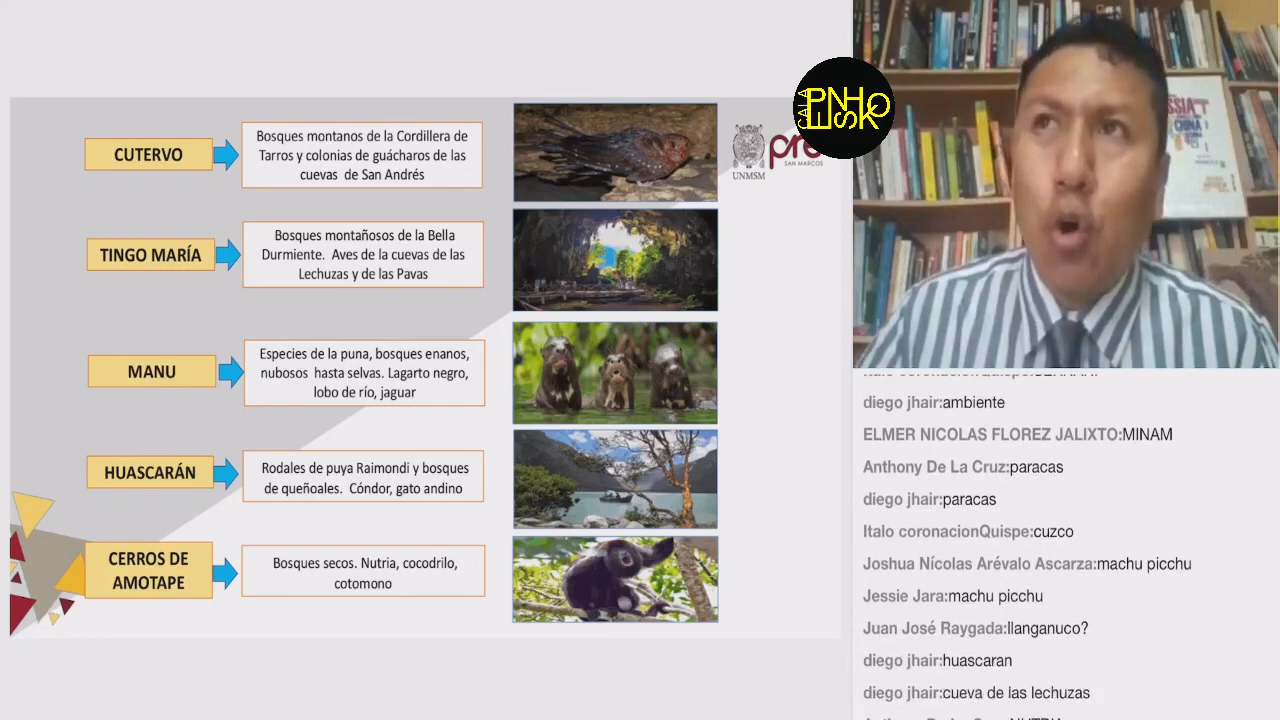 CUTERVO
Bosques montanos de la Cordillera de
Tarros y colonias de guácharos de las
cuevas de San Andrés
TINGO MARÍA
Bosques montañosos de la Bella
Durmiente. Aves de la cuevas de las
Lechuzas y de las Pavas
MANU
Especies de la puna, bosques enanos,
nubosos hasta selvas. Lagarto negro,
lobo de río, jaguar
HUASCARÁN
Rodales de puya Raimondi y bosques
de queñoales. Cóndor, gato andino
CERROS DE
AMOTAPE
Bosques secos. Nutria, cocodrilo,
cotomono
UNMSM
pre
SAN MARCOS
CHINA
diego jhair:ambiente
ELMER NICOLAS FLOREZ JALIXTO:MINAM
Anthony De La Cruz:paracas
diego jhair:paracas
Italo coronacionQuispe:cuzco
Joshua Nícolas Arévalo Ascarza:machu picchu
Jessie Jara:machu picchu
Juan José Raygada:llanganuco?
diego jhair:huascaran
diego jhair:cueva de las lechuzas